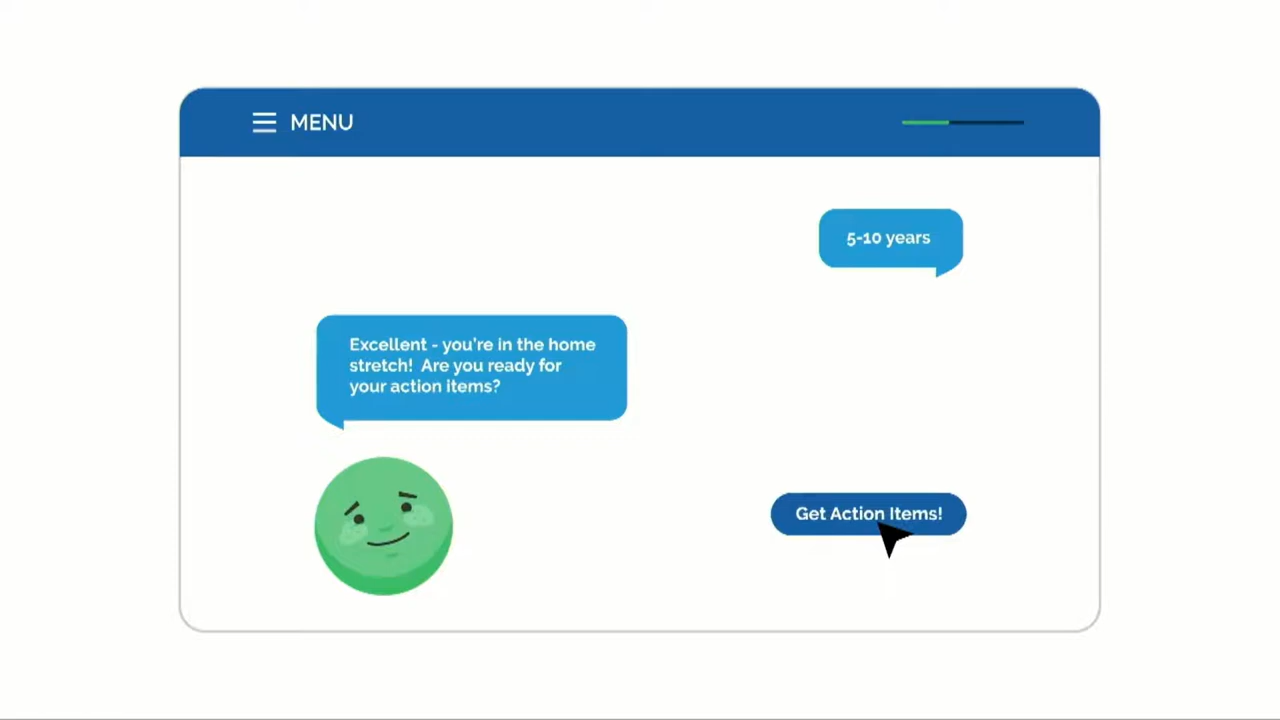 MENU
5-10 years
Excellent - you're in the home
stretch! Are you ready for
your action items?
Get Action Items!